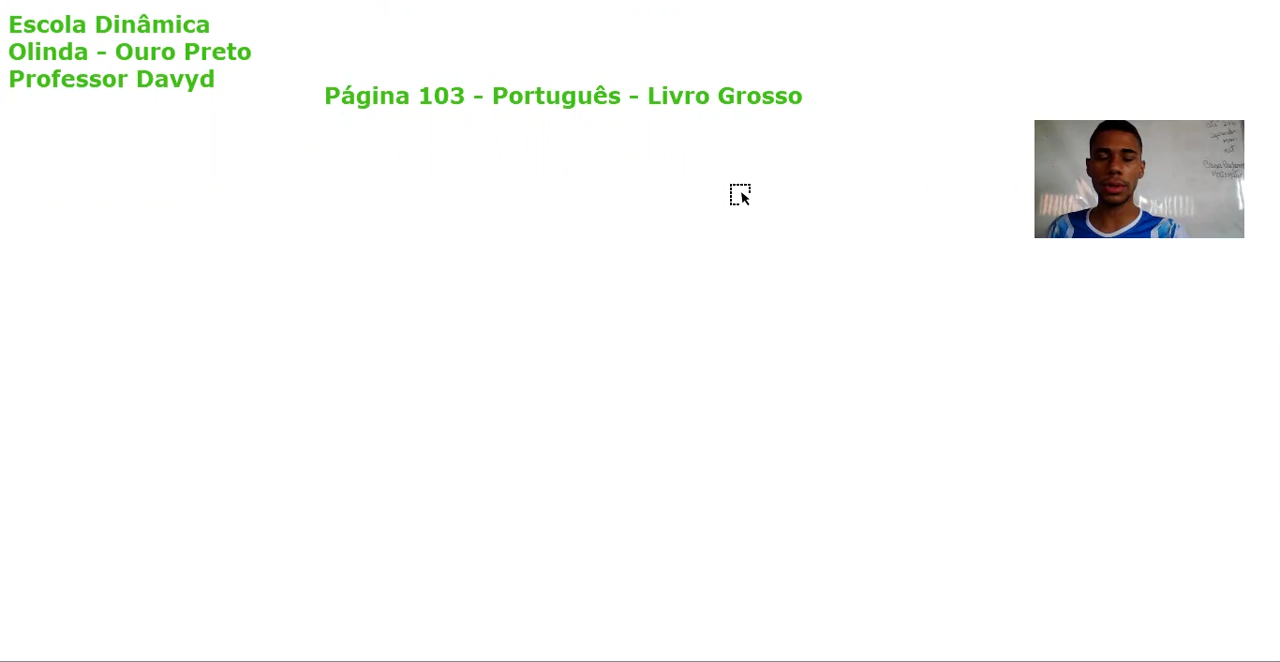 Escola Dinâmica
Olinda - Ouro Preto
Professor Davyd
Página 103 - Português - Livro Grosso